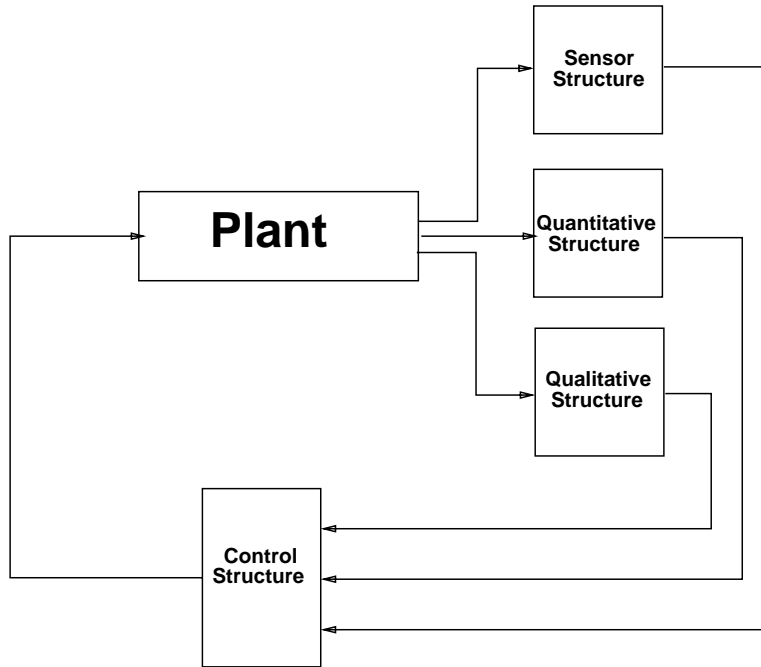 Sensor
Structure
Plant
Quantitative
Structure
Qualitative
Structure
Control
Structure